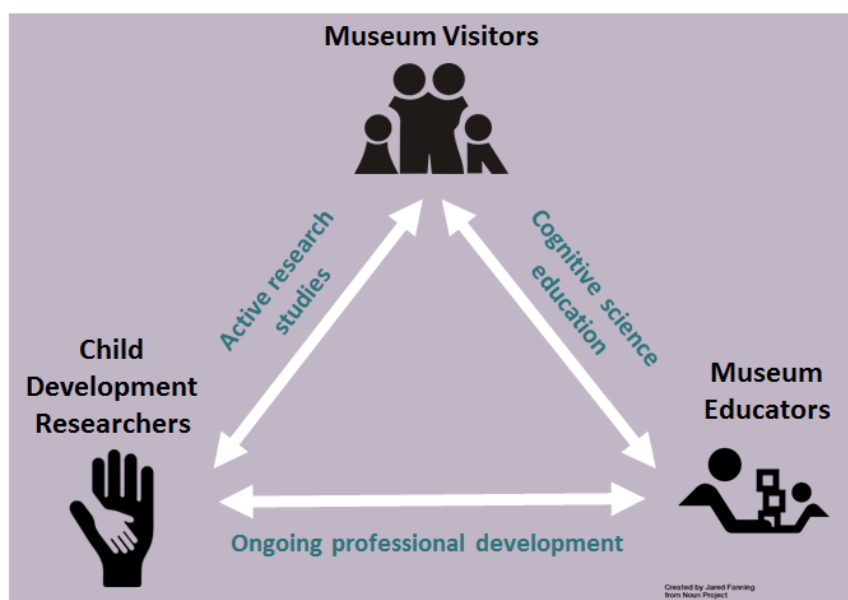 Museum Visitors
Active research
studies
Cognitive science
education
Child
Development
Researchers
Museum
Educators
Ongoing professional development
Created by Jared Fanning
from Noun Project